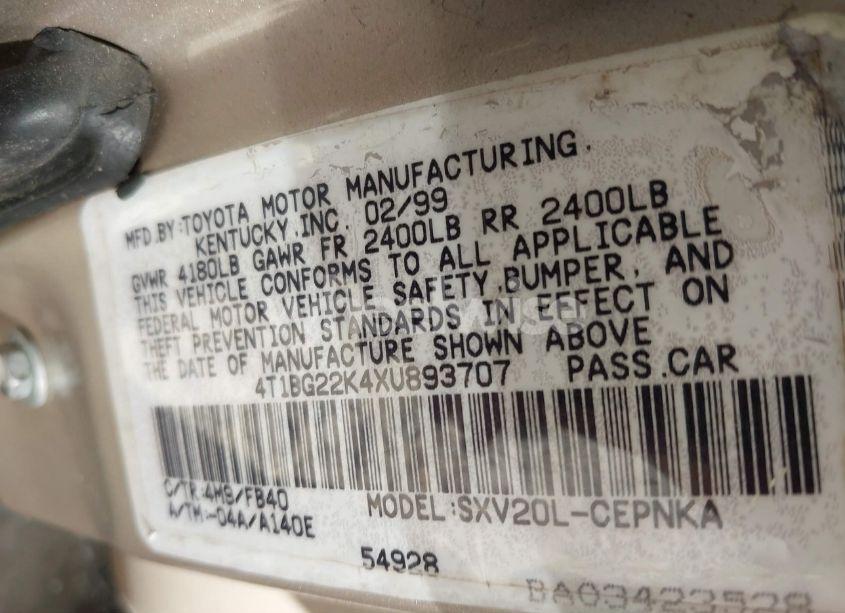 MFD.BY:TOYOTA MOTOR MANUFACTURING.
KENTUCKY,INC. 02/99
GVWR 4180LB GAWR FR 2400LB RR 2400LB
THIS VEHICLE CONFORMS TO ALL APPLICABLE
FEDERAL MOTOR VEHICLE SAFETY,BUMPER, AND
THEFT PREVENTION STANDARDS IN EFFECT ON
THE DATE OF MANUFACTURE SHOWN ABOVE
4T1BG22K4XU893707 PASS.CAR
C/TR:4M9/FB40
A/TM:-04A/A140E
MODEL:SXV20L-CEPNKA
54928